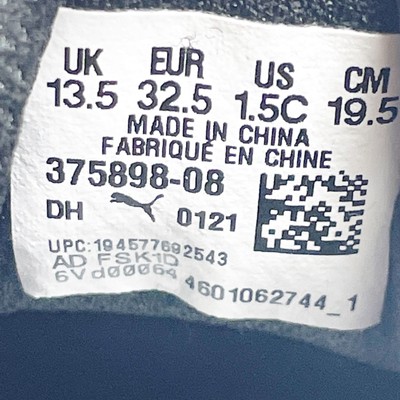 UK EUR US CM
13.5 32.5 1.5C 19.5
MADE IN CHINA
FABRIQUÉ EN CHINE
375898-08
DH 0121
UPC:194577692543
AD FSK1D
6Vd00064 4601062744_1